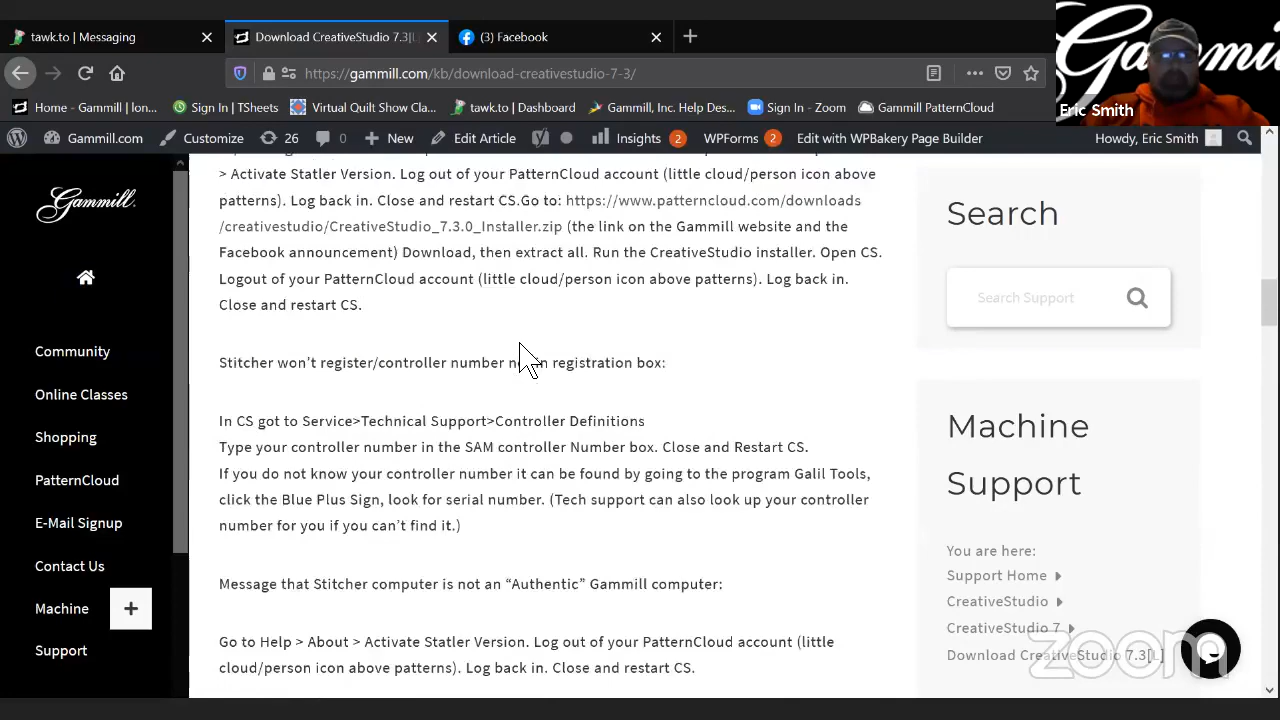 tawk.to | Messaging
Download CreativeStudio 7.3[L]
(3) Facebook
https://gammill.com/kb/download-creativestudio-7-3/
Home - Gammill | lon...
Sign In | TSheets
Virtual Quilt Show Cla...
tawk.to | Dashboard
Gammill, Inc. Help Des...
Sign In - Zoom
Gammill PatternCloud
Gammill
Eric Smith
Gammill.com
Customize
26
0
New
Edit Article
Insights 2
WPForms 2
Edit with WPBakery Page Builder
Howdy, Eric Smith
Gammill
Community
Online Classes
Shopping
PatternCloud
E-Mail Signup
Contact Us
Machine
Support
> Activate Statler Version. Log out of your PatternCloud account (little cloud/person icon above
patterns). Log back in. Close and restart CS.Go to: https://www.patterncloud.com/downloads
/creativestudio/CreativeStudio_7.3.0_Installer.zip (the link on the Gammill website and the
Facebook announcement) Download, then extract all. Run the CreativeStudio installer. Open CS.
Logout of your PatternCloud account (little cloud/person icon above patterns). Log back in.
Close and restart CS.
Stitcher won't register/controller number registration box:
In CS got to Service>Technical Support>Controller Definitions
Type your controller number in the SAM controller Number box. Close and Restart CS.
If you do not know your controller number it can be found by going to the program Galil Tools,
click the Blue Plus Sign, look for serial number. (Tech support can also look up your controller
number for you if you can't find it.)
Message that Stitcher computer is not an “Authentic” Gammill computer:
Go to Help > About > Activate Statler Version. Log out of your PatternCloud account (little
cloud/person icon above patterns). Log back in. Close and restart CS.
Search
Search Support
Machine
Support
You are here:
Support Home
CreativeStudio
CreativeStudio 7
Download CreativeStudio 7.3[L]
zoom